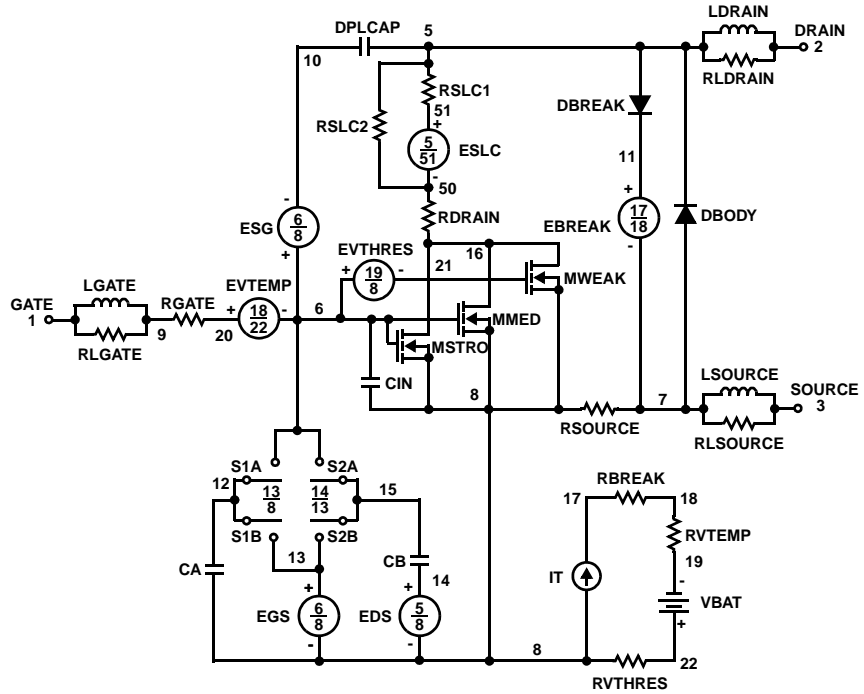 LDRAIN
DPLCAP 5 DRAIN
10 2
RLDRAIN
RSLC1
51 DBREAK
RSLC2 +
5
51 ESLC
11
-
50
- +
6
8 ESG
RDRAIN
17
18 EBREAK
DBODY
+ EVTHRES 16 -
21
+ 19
8 - MWEAK
LGATE EVTEMP
GATE RGATE + 18
22 - 6 MMED
1 9 20
RLGATE MSTRO
CIN 8 7 LSOURCE SOURCE
3
RSOURCE RLSOURCE
S1A S2A
12 13
8 14
13 15
S1B S2B
RBREAK
17 18
13 CB RVTEMP
CA 14 IT 19
-
+ + VBAT
EGS 6
8 EDS 5
8
- - +
8 22
RVTHRES